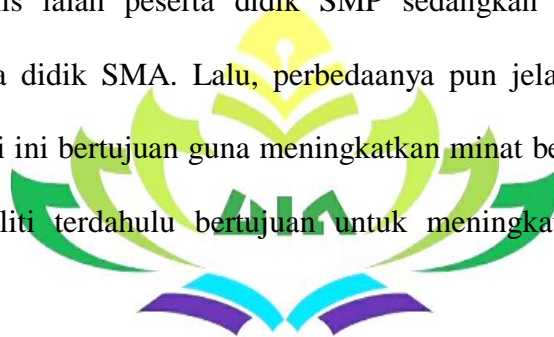 ialah peserta didik SMP sedangkan
didik SMA. Lalu, perbedaanya pun jela
ini bertujuan guna meningkatkan minat be
liti terdahulu bertujuan untuk meningkat